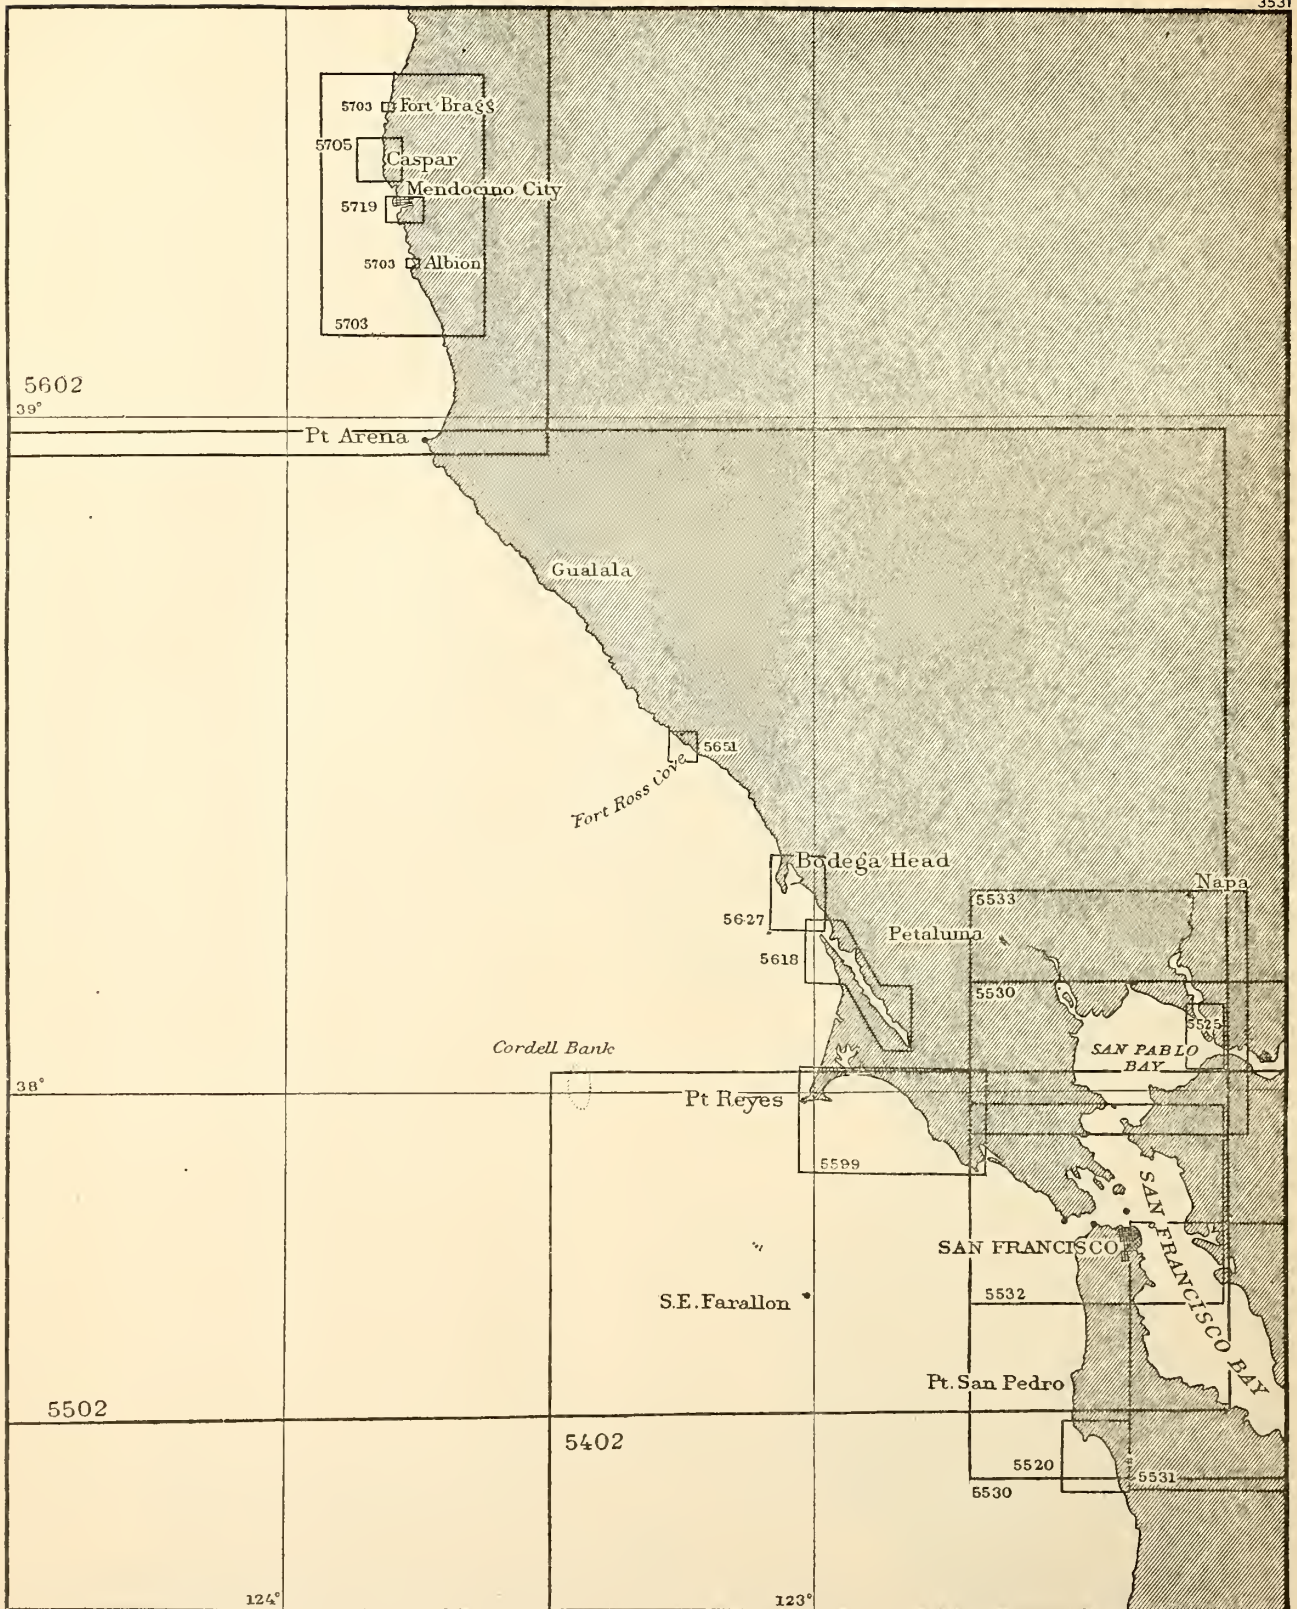 3531
5703 Fort Bragg
5705
Caspar
Mendocino City
5719
5703 Albion
5703
5602
39°
Pt Arena
Gualala
5651
Fort Ross Cove
Bodega Head
Napa
5533
5627
Petaluma
5618
5530
5525
Cordell Bank
SAN PABLO
BAY
38°
Pt Reyes
5599
SAN FRANCISCO BAY
SAN FRANCISCO
S.E. Farallon
5532
Pt. San Pedro
5502
5402
5520
5531
5530
124°
123°